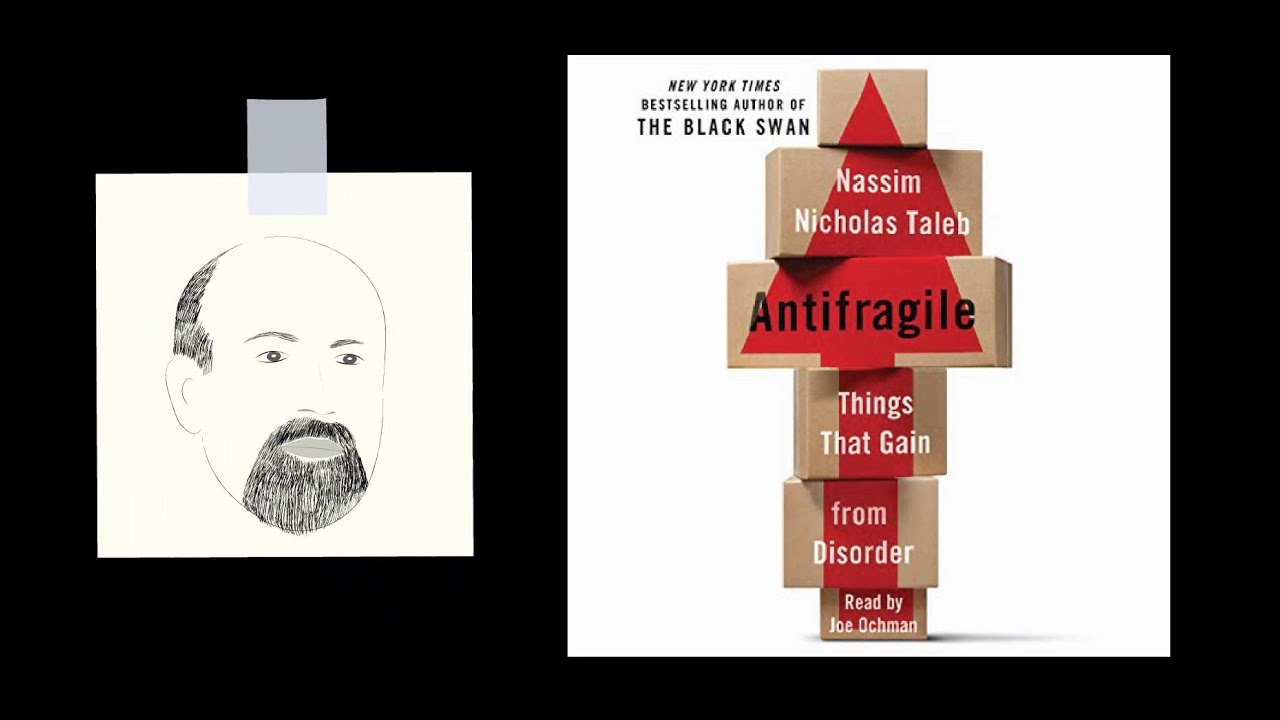 NEW YORK TIMES
BESTSELLING AUTHOR OF
THE BLACK SWAN
Nassim
Nicholas Taleb
Antifragile
Things
That Gain
from
Disorder
Read by
Joe Ochman